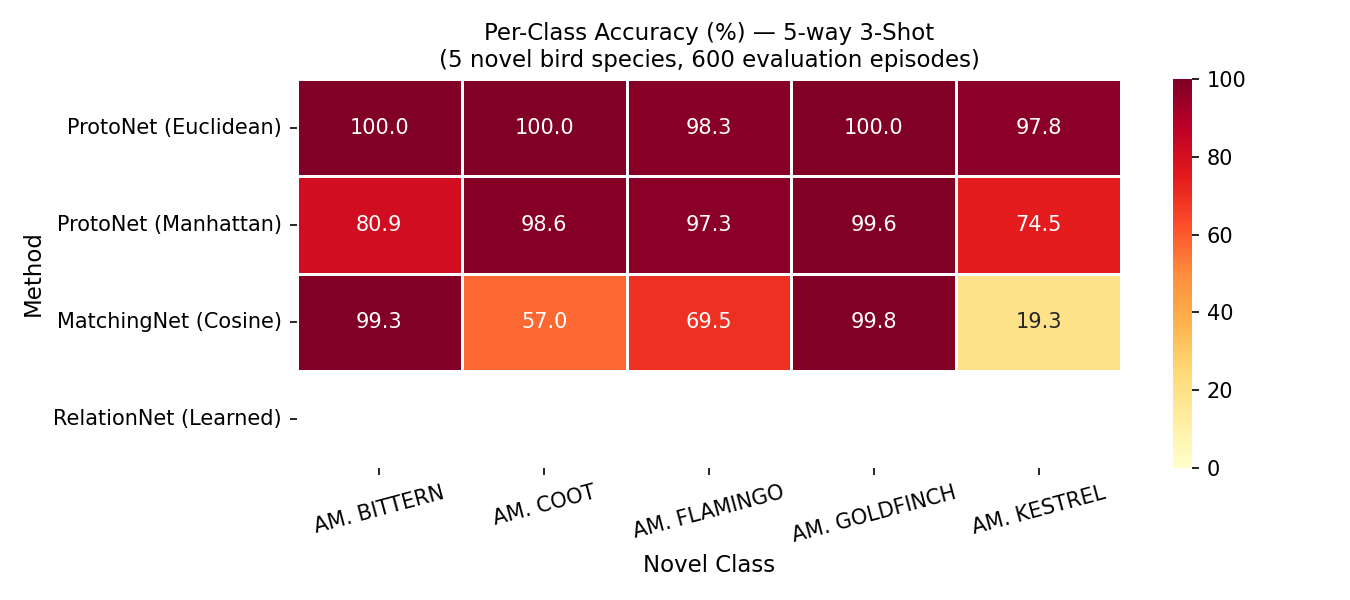 Per-Class Accuracy (%) — 5-way 3-Shot
(5 novel bird species, 600 evaluation episodes)
Method
ProtoNet (Euclidean) 100.0 100.0 98.3 100.0 97.8
ProtoNet (Manhattan) 80.9 98.6 97.3 99.6 74.5
MatchingNet (Cosine) 99.3 57.0 69.5 99.8 19.3
RelationNet (Learned)
AM. BITTERN AM. COOT AM. FLAMINGO AM. GOLDFINCH AM. KESTREL
Novel Class
100
80
60
40
20
0